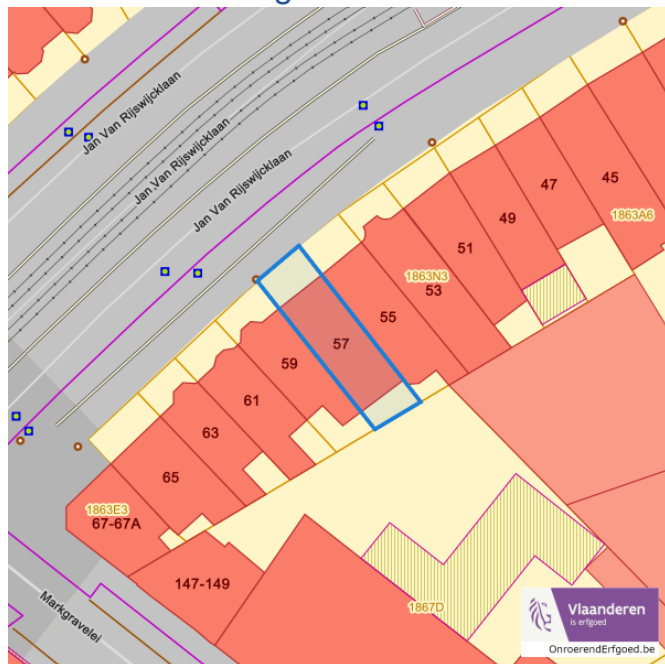 Jan Van Rijswijcklaan
Jan Van Rijswijcklaan
Jan Van Rijswijcklaan
45
1863A6
47
49
51
1863N3
53
55
57
59
61
63
65
1863E3
67-67A
147-149
1867D
Markgravelei
Vlaanderen
is erfgoed
OnroerendErfgoed.be